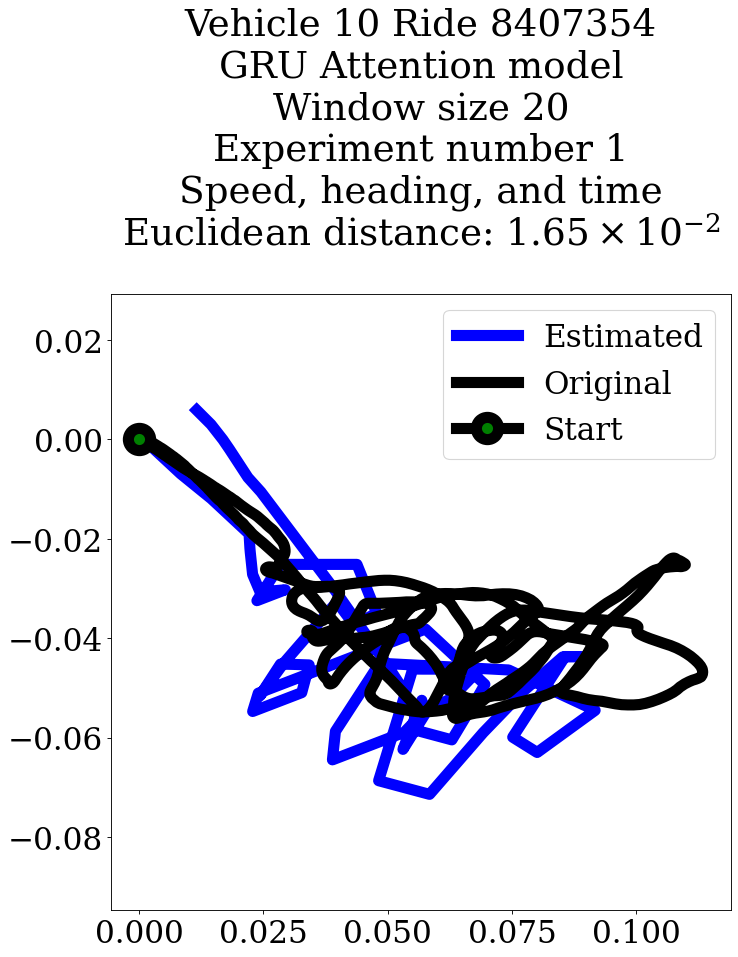 Vehicle 10 Ride 8407354
GRU Attention model
Window size 20
Experiment number 1
Speed, heading, and time
Euclidean distance: 1.65 × 10⁻²
Estimated
Original
Start
0.02
0.00
−0.02
−0.04
−0.06
−0.08
0.000 0.025 0.050 0.075 0.100